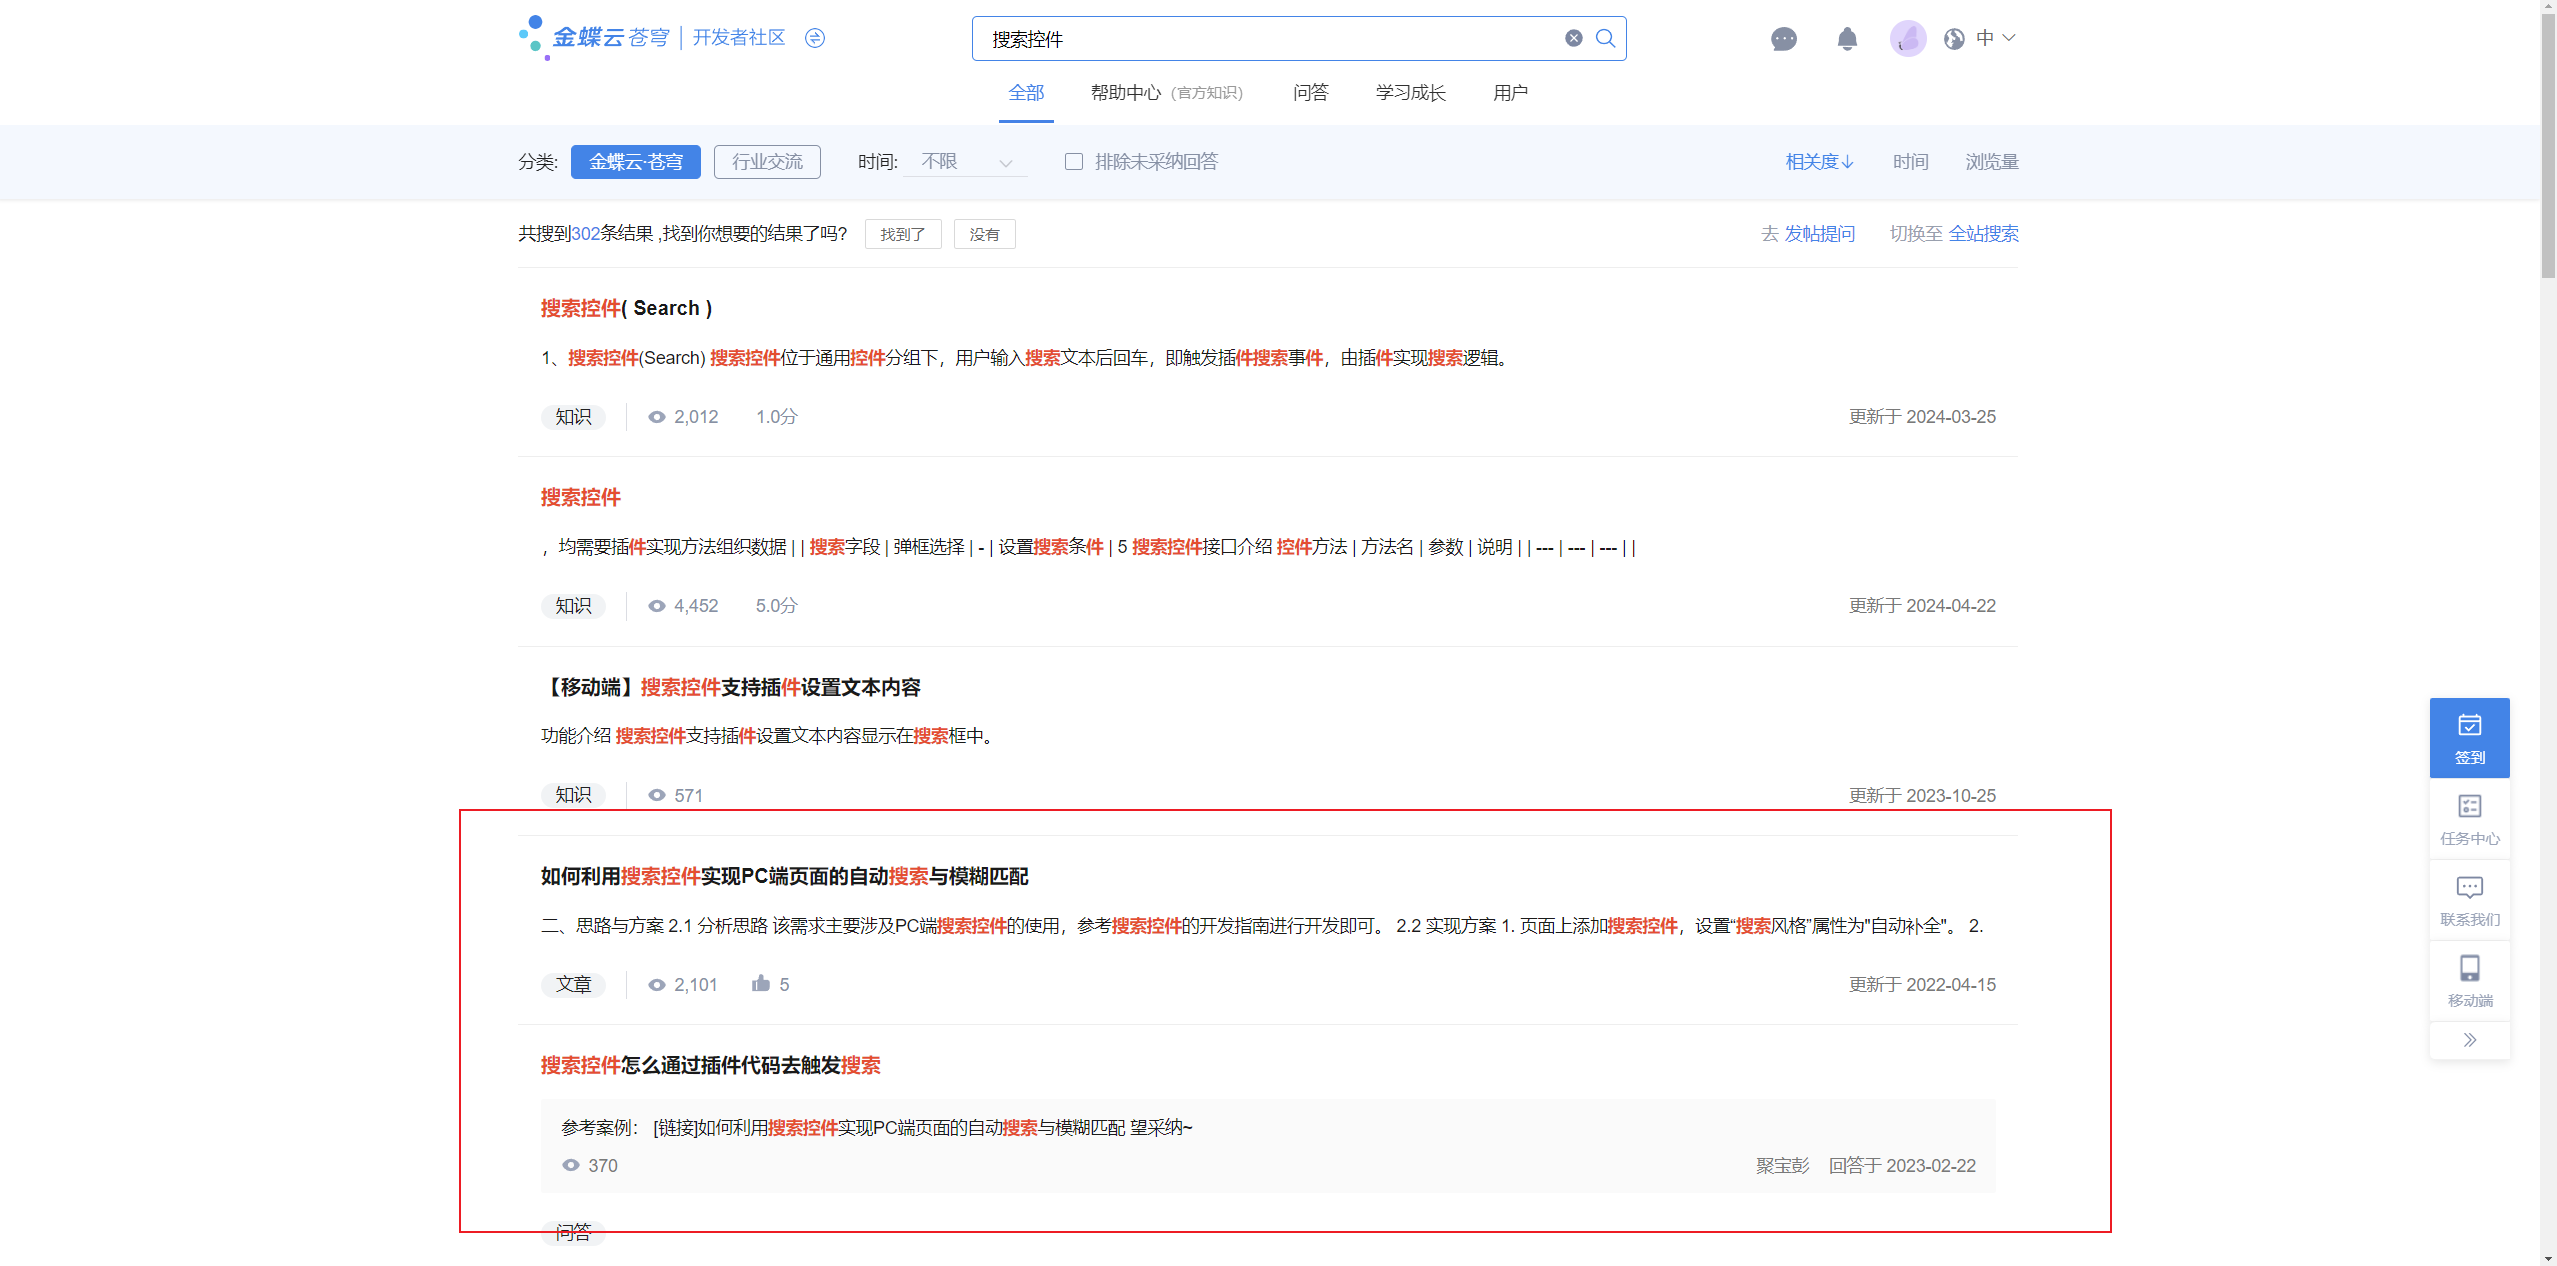 金蝶云苍穹 | 开发者社区
搜索控件
中
全部 帮助中心 (官方知识) 问答 学习成长 用户
分类: 金蝶云·苍穹 行业交流 时间: 不限 排除未采纳回答 相关度↓ 时间 浏览量
共搜到302条结果 ,找到你想要的结果了吗? 找到了 没有 去 发帖提问 切换至 全站搜索
搜索控件( Search )
1、搜索控件(Search) 搜索控件位于通用控件分组下，用户输入搜索文本后回车，即触发插件搜索事件，由插件实现搜索逻辑。
知识 2,012 1.0分 更新于 2024-03-25
搜索控件
，均需要插件实现方法组织数据 | | 搜索字段 | 弹框选择 | - | 设置搜索条件 | 5 搜索控件接口介绍 控件方法 | 方法名 | 参数 | 说明 | | --- | --- | --- | |
知识 4,452 5.0分 更新于 2024-04-22
【移动端】搜索控件支持插件设置文本内容
功能介绍 搜索控件支持插件设置文本内容显示在搜索框中。
知识 571 更新于 2023-10-25
如何利用搜索控件实现PC端页面的自动搜索与模糊匹配
二、思路与方案 2.1 分析思路 该需求主要涉及PC端搜索控件的使用，参考搜索控件的开发指南进行开发即可。 2.2 实现方案 1. 页面上添加搜索控件，设置“搜索风格”属性为"自动补全"。 2.
文章 2,101 5 更新于 2022-04-15
搜索控件怎么通过插件代码去触发搜索
参考案例： [链接]如何利用搜索控件实现PC端页面的自动搜索与模糊匹配 望采纳~
370 聚宝彭 回答于 2023-02-22
问答
签到
任务中心
联系我们
移动端